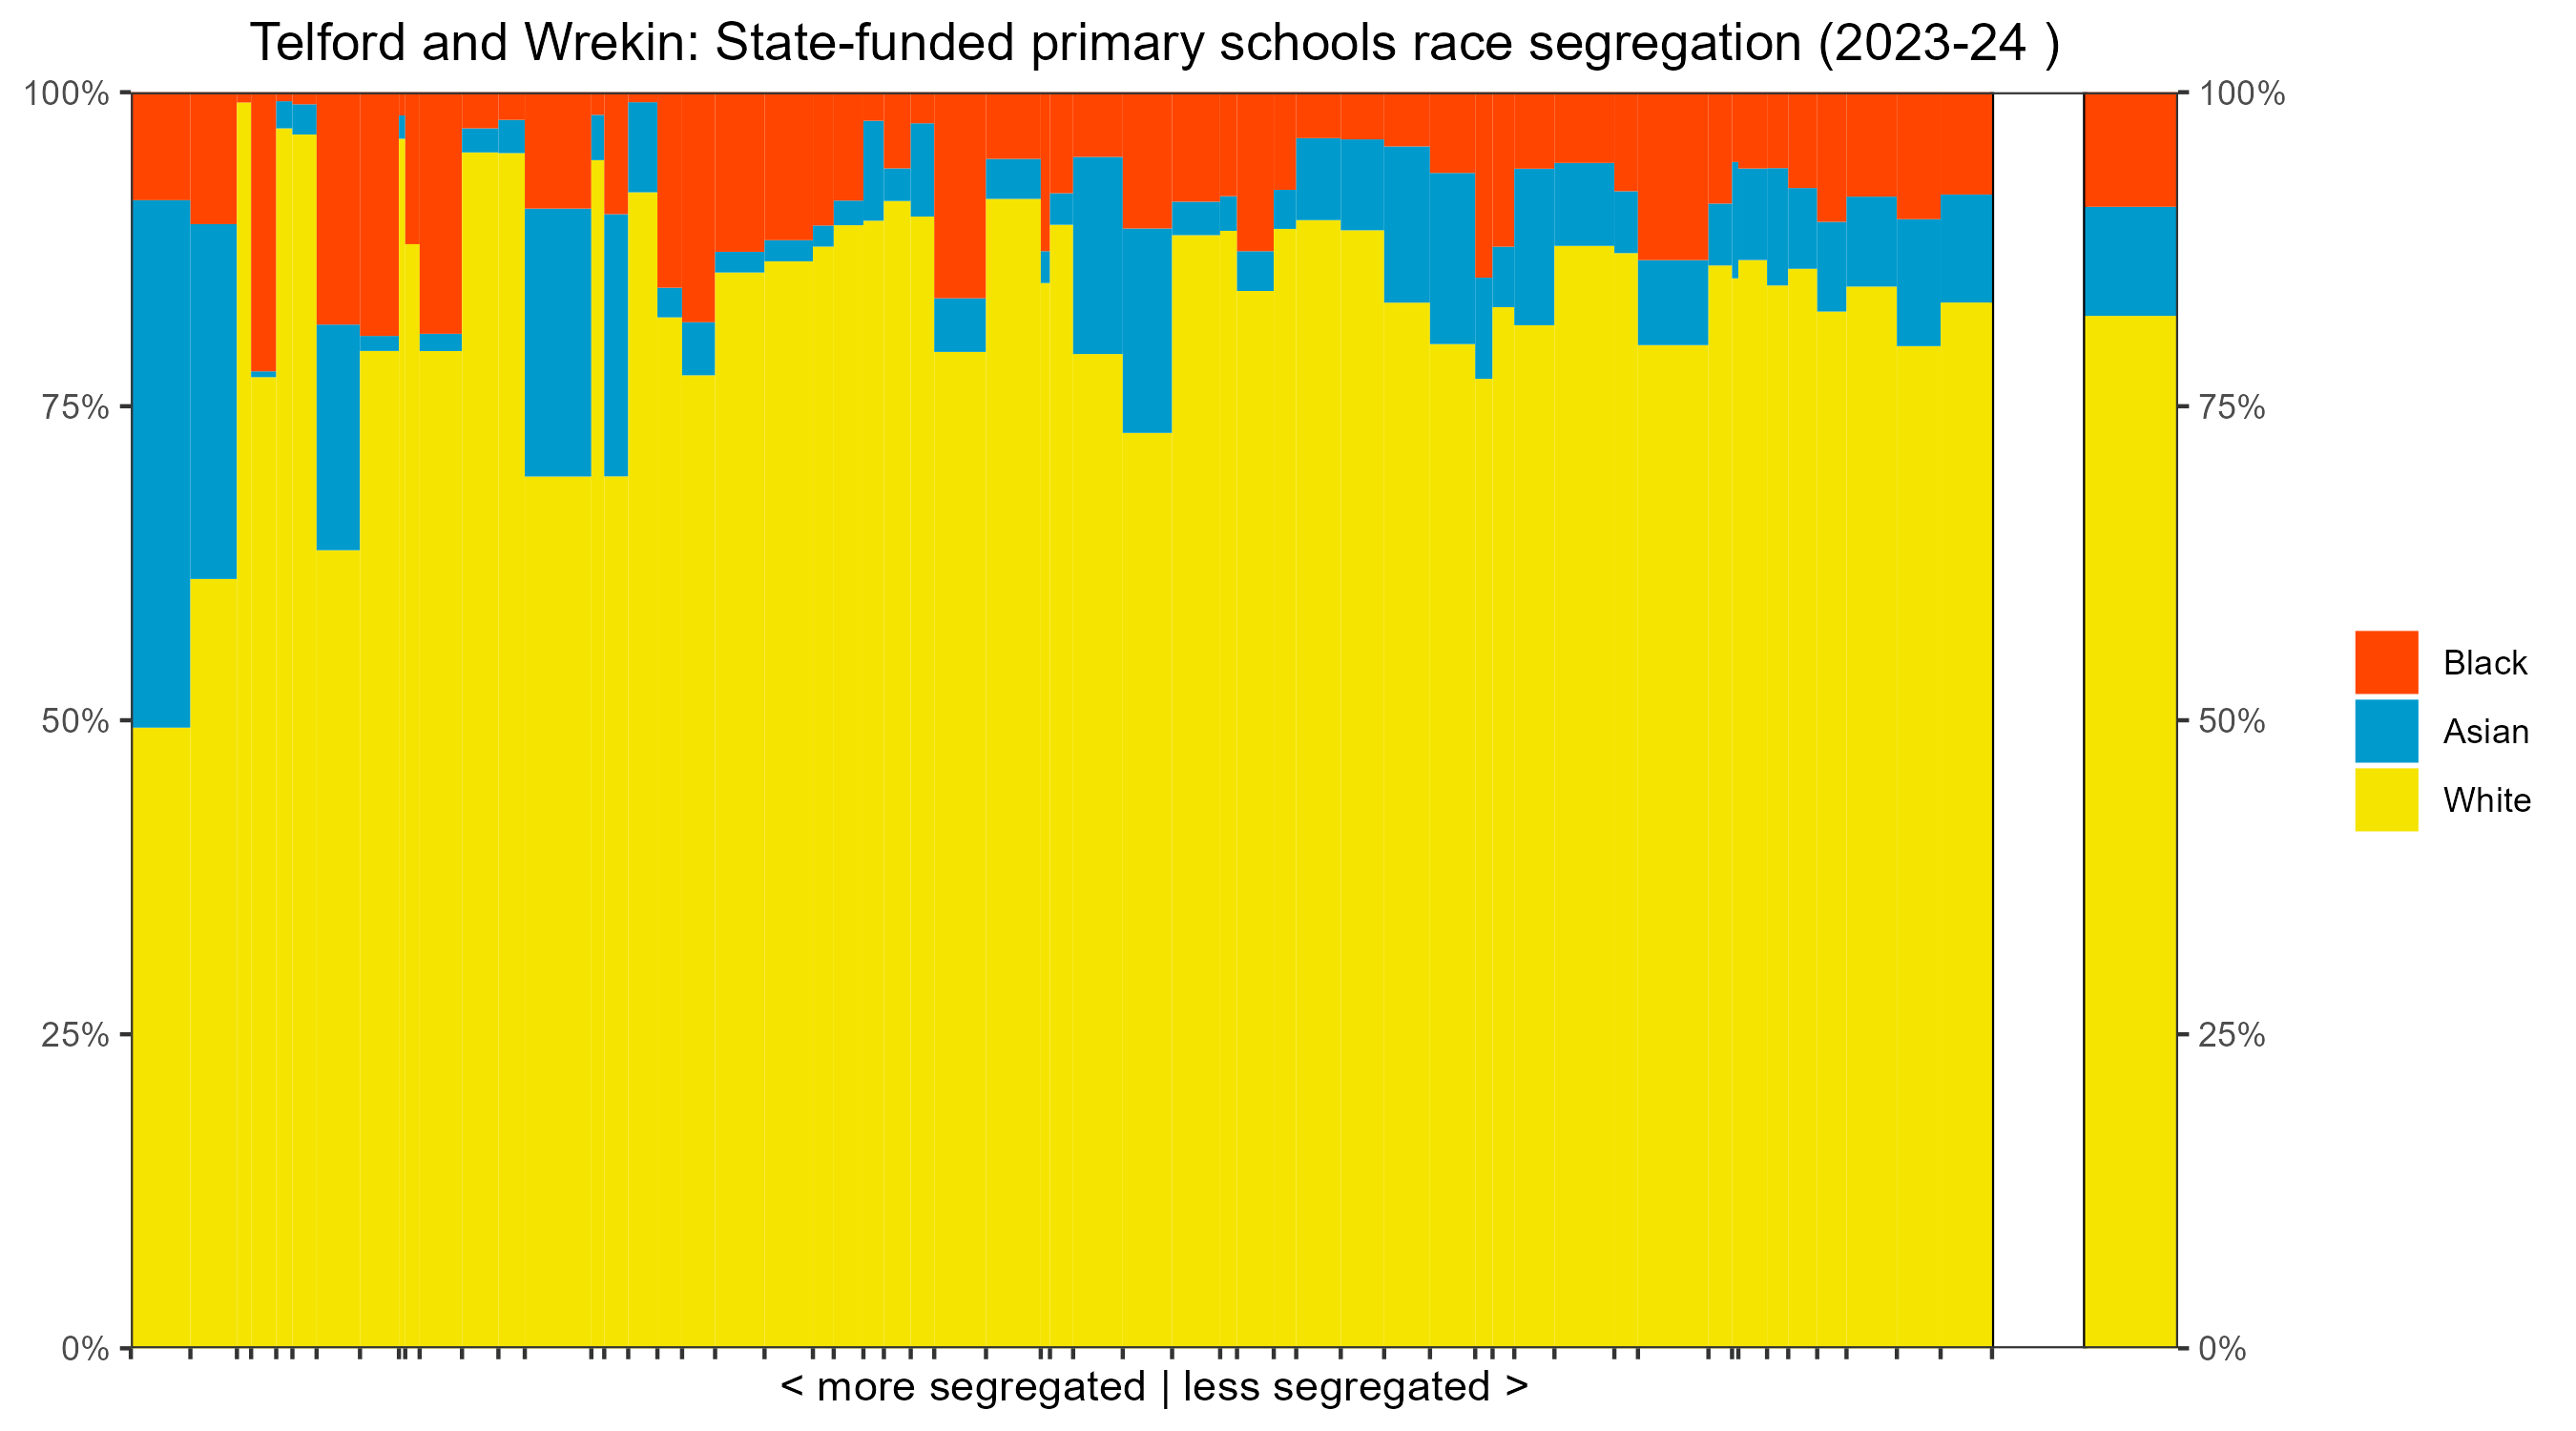 Telford and Wrekin: State-funded primary schools race segregation (2023-24 )
100%
75%
50%
25%
0%
100%
75%
50%
25%
0%
Black
Asian
White
< more segregated | less segregated >